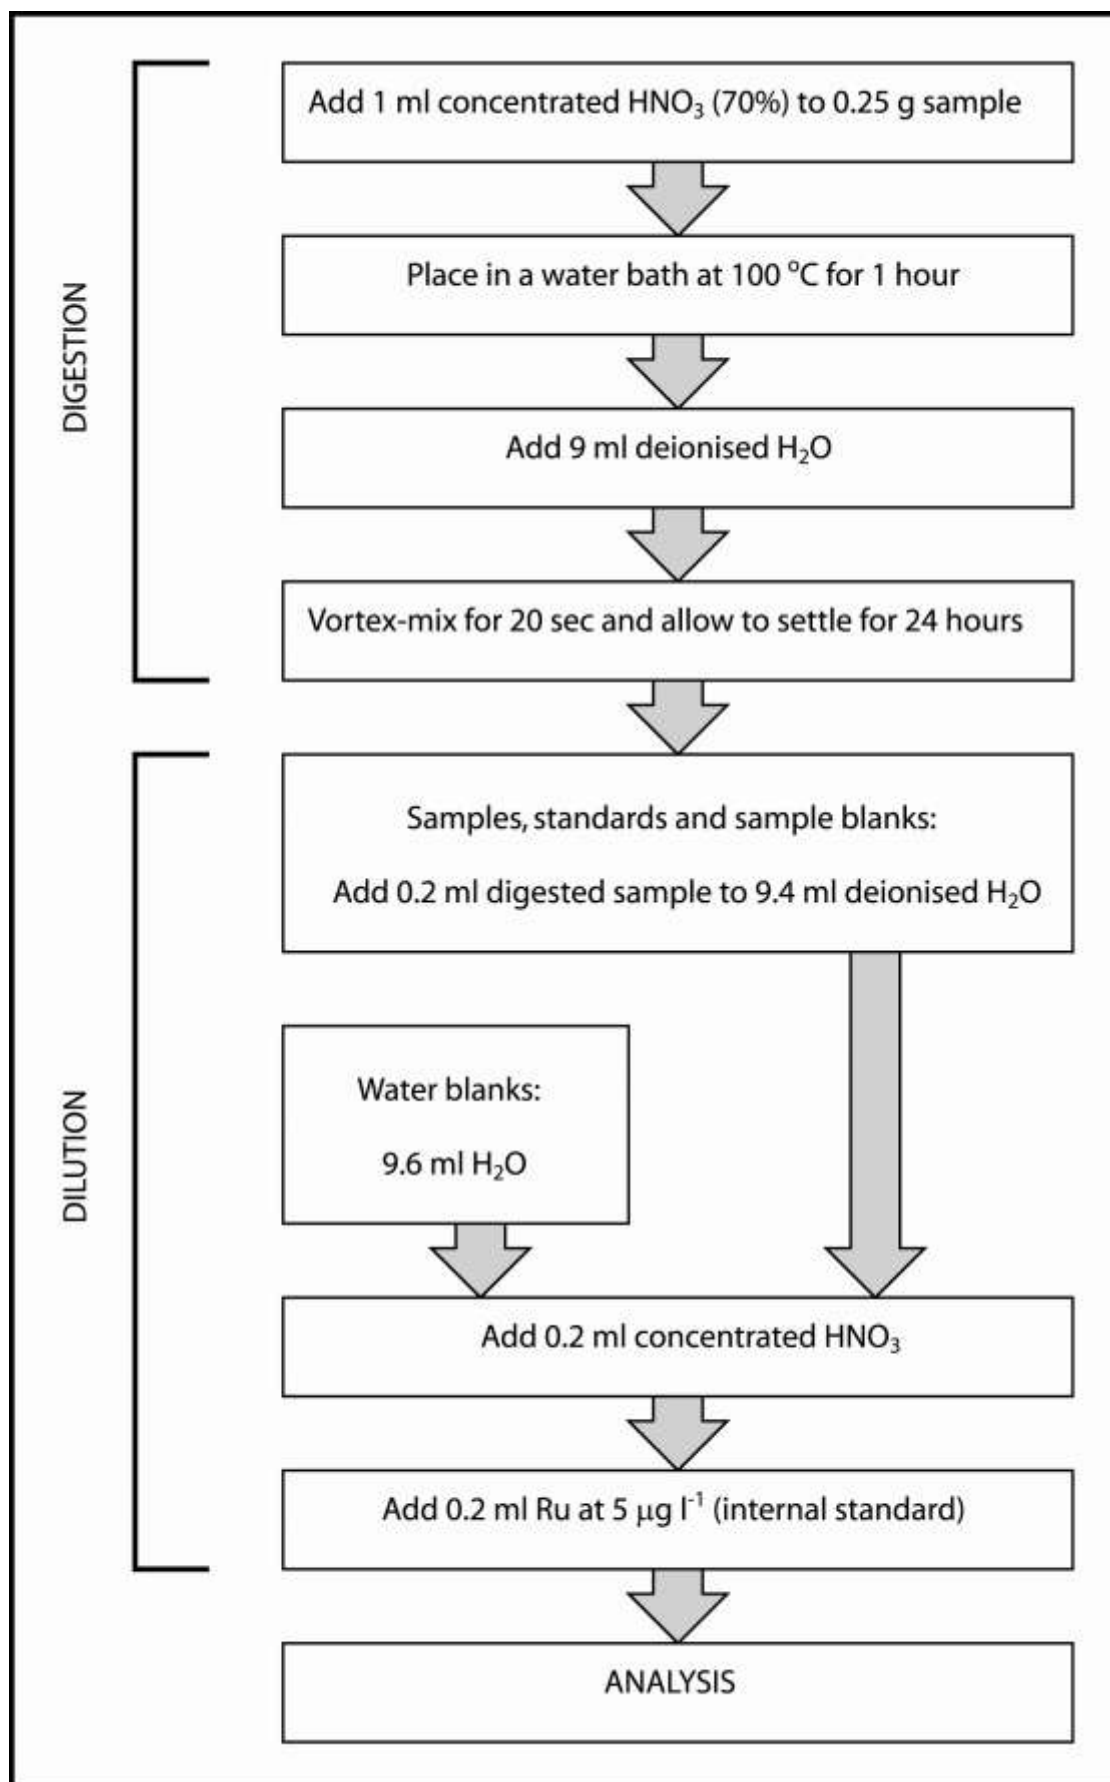 DIGESTION
Add 1 ml concentrated HNO₃ (70%) to 0.25 g sample
Place in a water bath at 100 °C for 1 hour
Add 9 ml deionised H₂O
Vortex-mix for 20 sec and allow to settle for 24 hours
DILUTION
Samples, standards and sample blanks:
Add 0.2 ml digested sample to 9.4 ml deionised H₂O
Water blanks:
9.6 ml H₂O
Add 0.2 ml concentrated HNO₃
Add 0.2 ml Ru at 5 µg l⁻¹ (internal standard)
ANALYSIS